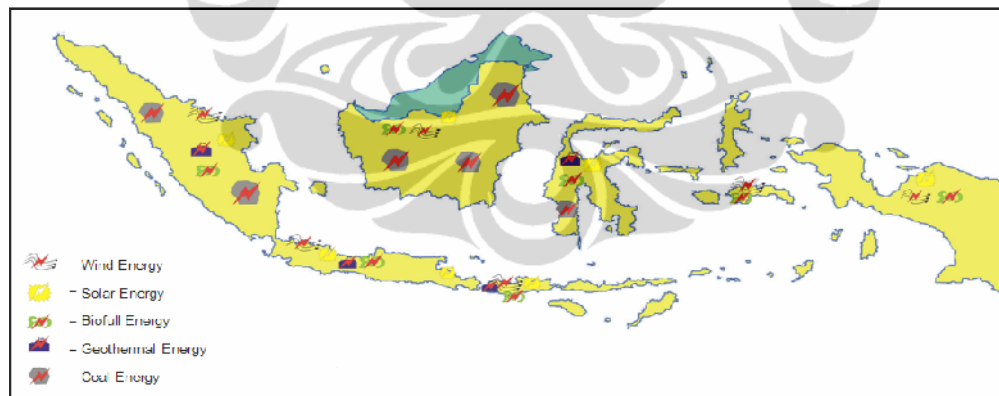 Wind Energy
= Solar Energy
= Biofull Energy
= Geothermal Energy
Coal Energy